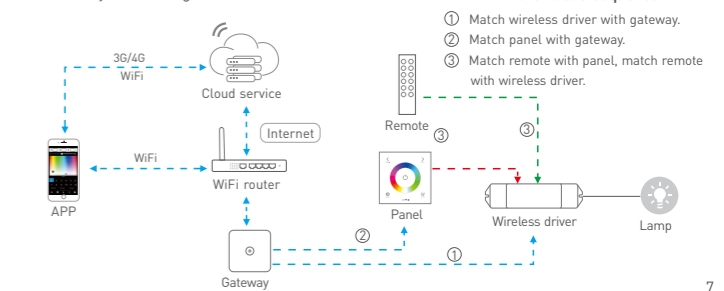 ① Match wireless driver with gateway.
② Match panel with gateway.
③ Match remote with panel, match remote
with wireless driver.
3G/4G
WiFi
Cloud service
Internet
Remote
③
③
WiFi
WiFi router
APP
Panel
Wireless driver
Lamp
②
①
Gateway
7